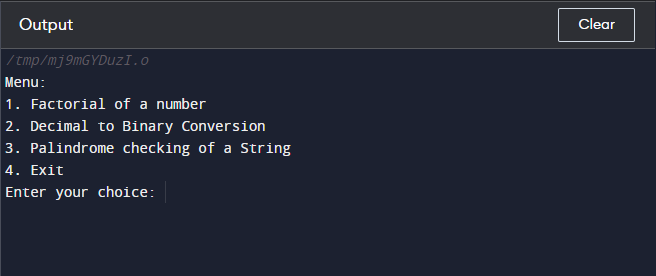 Output
Clear
/tmp/mj9mGYDuzI.o
Menu:
1. Factorial of a number
2. Decimal to Binary Conversion
3. Palindrome checking of a String
4. Exit
Enter your choice: